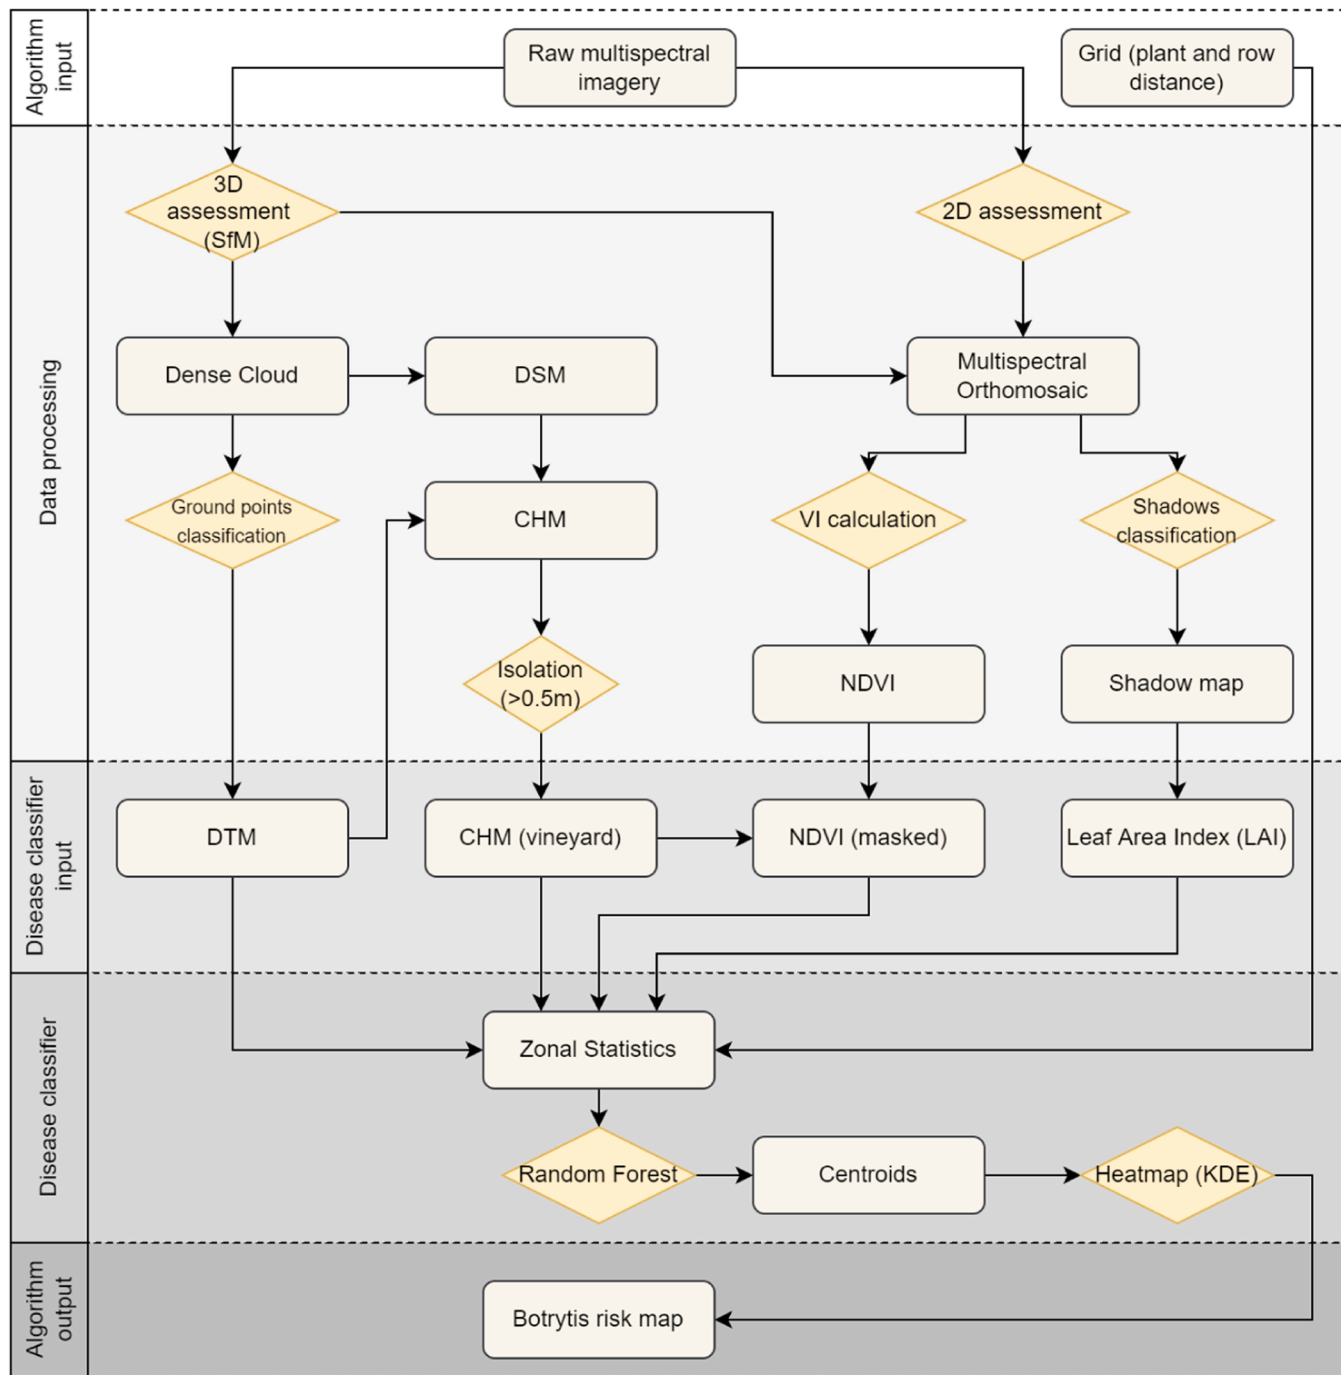 Algorithm
input
Raw multispectral
imagery
Grid (plant and row
distance)
Data processing
3D
assessment
(SfM)
2D assessment
Dense Cloud
DSM
Multispectral
Orthomosaic
Ground points
classification
CHM
VI calculation
Shadows
classification
Isolation
(>0.5m)
NDVI
Shadow map
Disease classifier
input
DTM
CHM (vineyard)
NDVI (masked)
Leaf Area Index (LAI)
Disease classifier
Zonal Statistics
Random Forest
Centroids
Heatmap (KDE)
Algorithm
output
Botrytis risk map